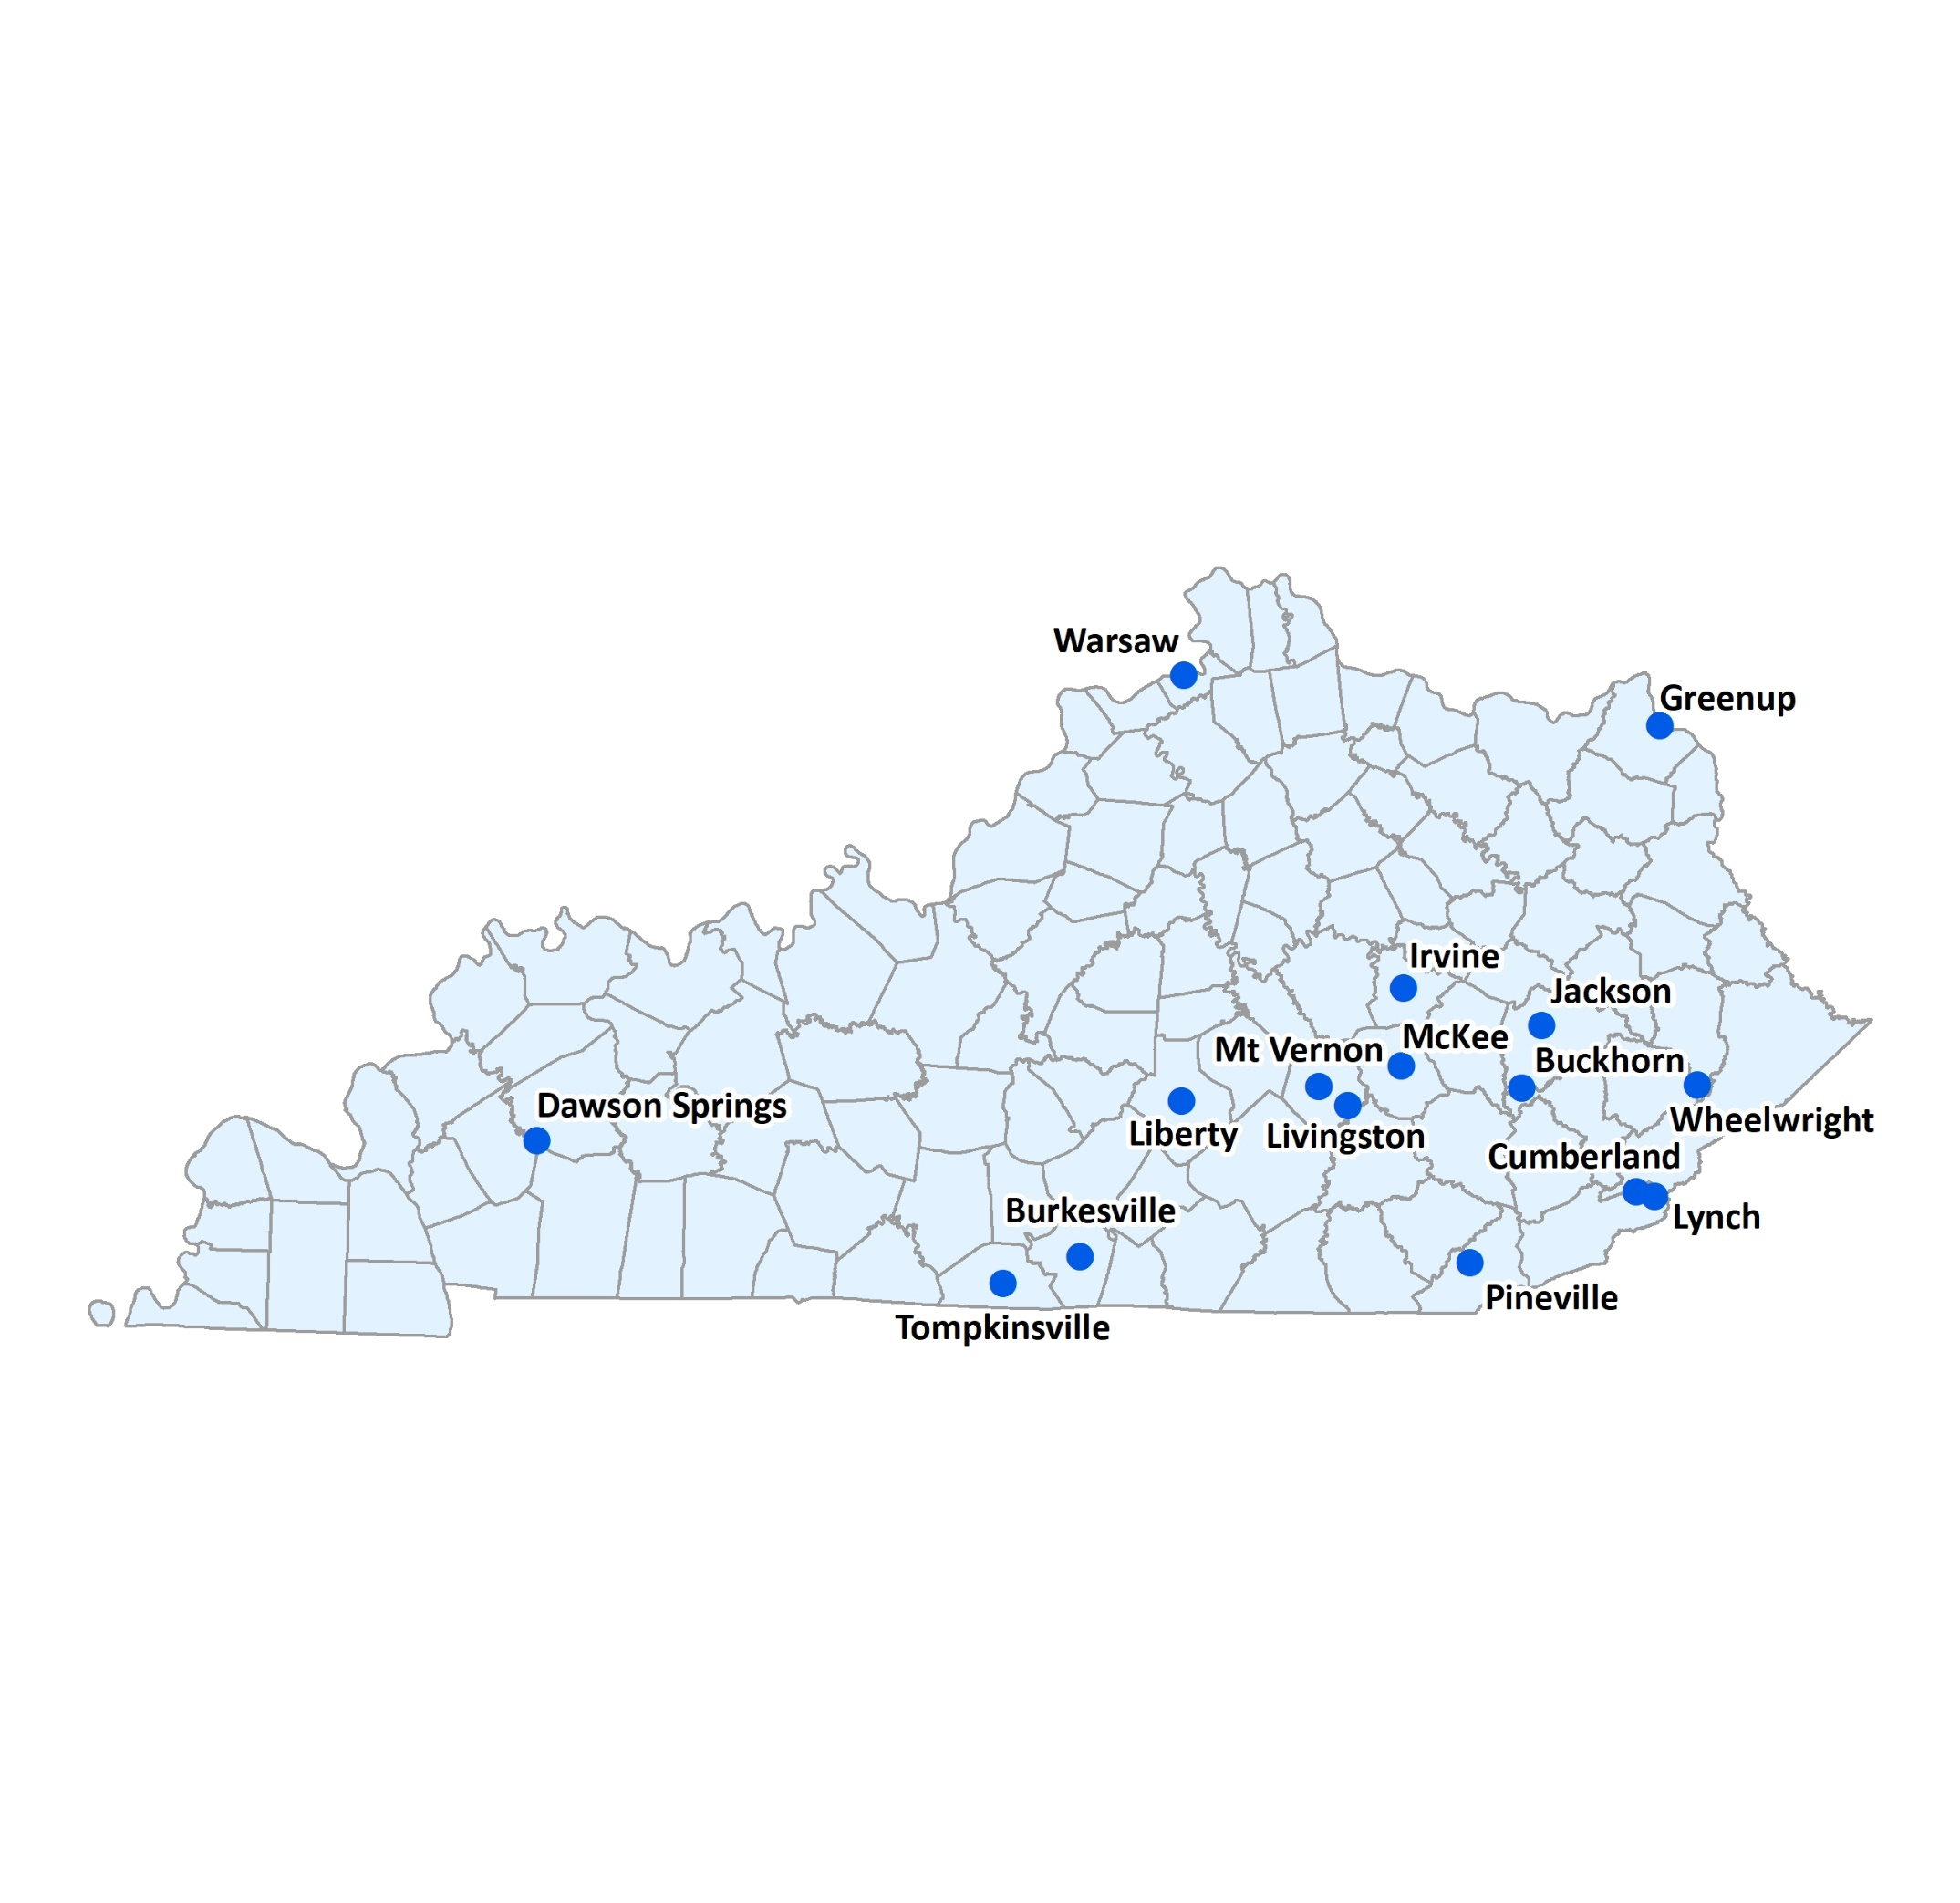 Warsaw
Greenup
Irvine
Jackson
McKee
Mt Vernon
Buckhorn
Dawson Springs
Wheelwright
Liberty
Livingston
Cumberland
Burkesville
Lynch
Pineville
Tompkinsville